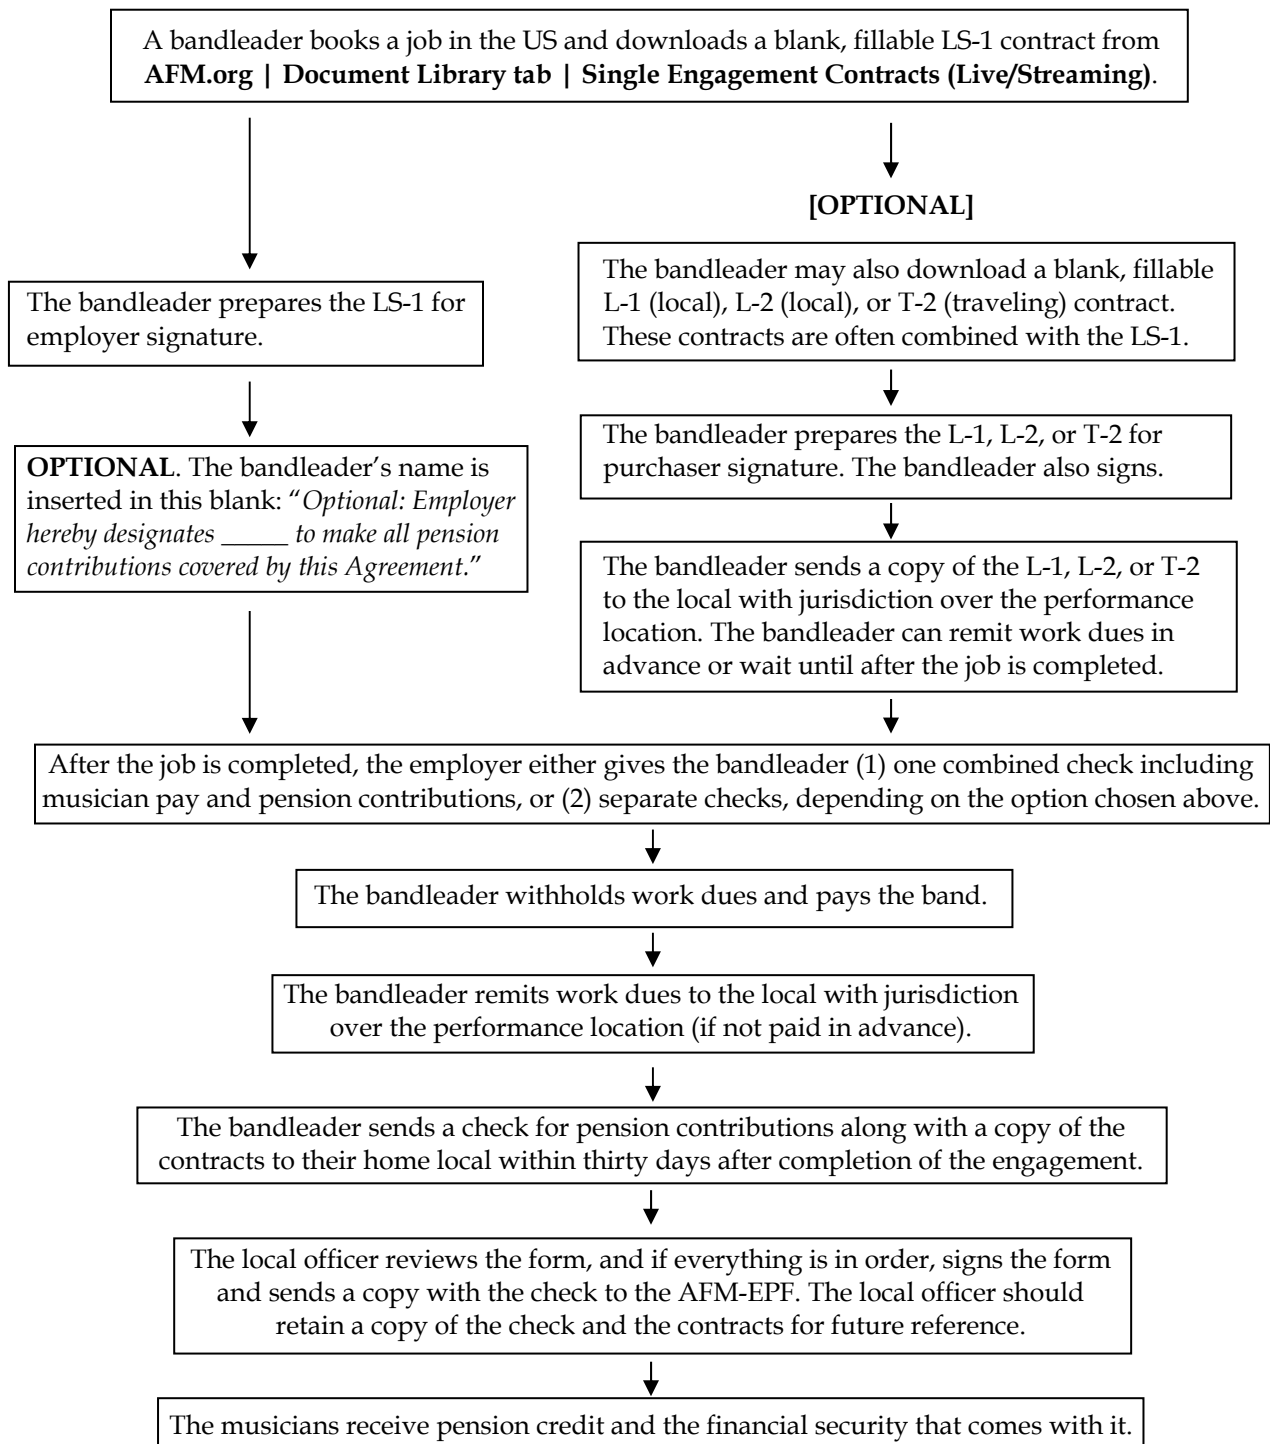 A bandleader books a job in the US and downloads a blank, fillable LS-1 contract from
AFM.org | Document Library tab | Single Engagement Contracts (Live/Streaming).
The bandleader prepares the LS-1 for
employer signature.
OPTIONAL. The bandleader’s name is
inserted in this blank: “Optional: Employer
hereby designates _____ to make all pension
contributions covered by this Agreement.”
[OPTIONAL]
The bandleader may also download a blank, fillable
L-1 (local), L-2 (local), or T-2 (traveling) contract.
These contracts are often combined with the LS-1.
The bandleader prepares the L-1, L-2, or T-2 for
purchaser signature. The bandleader also signs.
The bandleader sends a copy of the L-1, L-2, or T-2
to the local with jurisdiction over the performance
location. The bandleader can remit work dues in
advance or wait until after the job is completed.
After the job is completed, the employer either gives the bandleader (1) one combined check including
musician pay and pension contributions, or (2) separate checks, depending on the option chosen above.
The bandleader withholds work dues and pays the band.
The bandleader remits work dues to the local with jurisdiction
over the performance location (if not paid in advance).
The bandleader sends a check for pension contributions along with a copy of the
contracts to their home local within thirty days after completion of the engagement.
The local officer reviews the form, and if everything is in order, signs the form
and sends a copy with the check to the AFM-EPF. The local officer should
retain a copy of the check and the contracts for future reference.
The musicians receive pension credit and the financial security that comes with it.